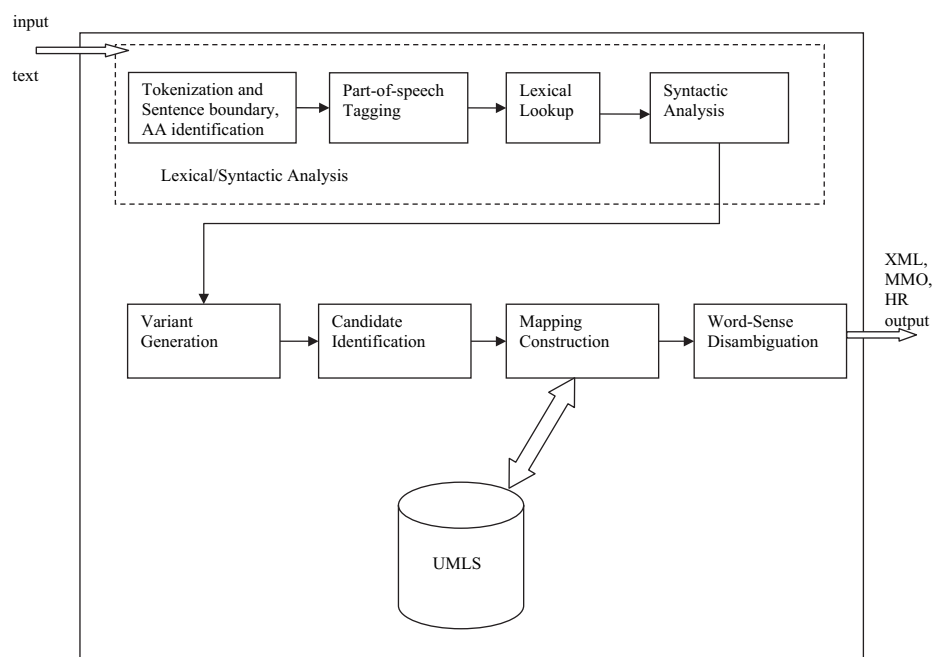 input
text
Tokenization and
Sentence boundary,
AA identification
Part-of-speech
Tagging
Lexical
Lookup
Syntactic
Analysis
Lexical/Syntactic Analysis
Variant
Generation
Candidate
Identification
Mapping
Construction
Word-Sense
Disambiguation
XML,
MMO,
HR
output
UMLS